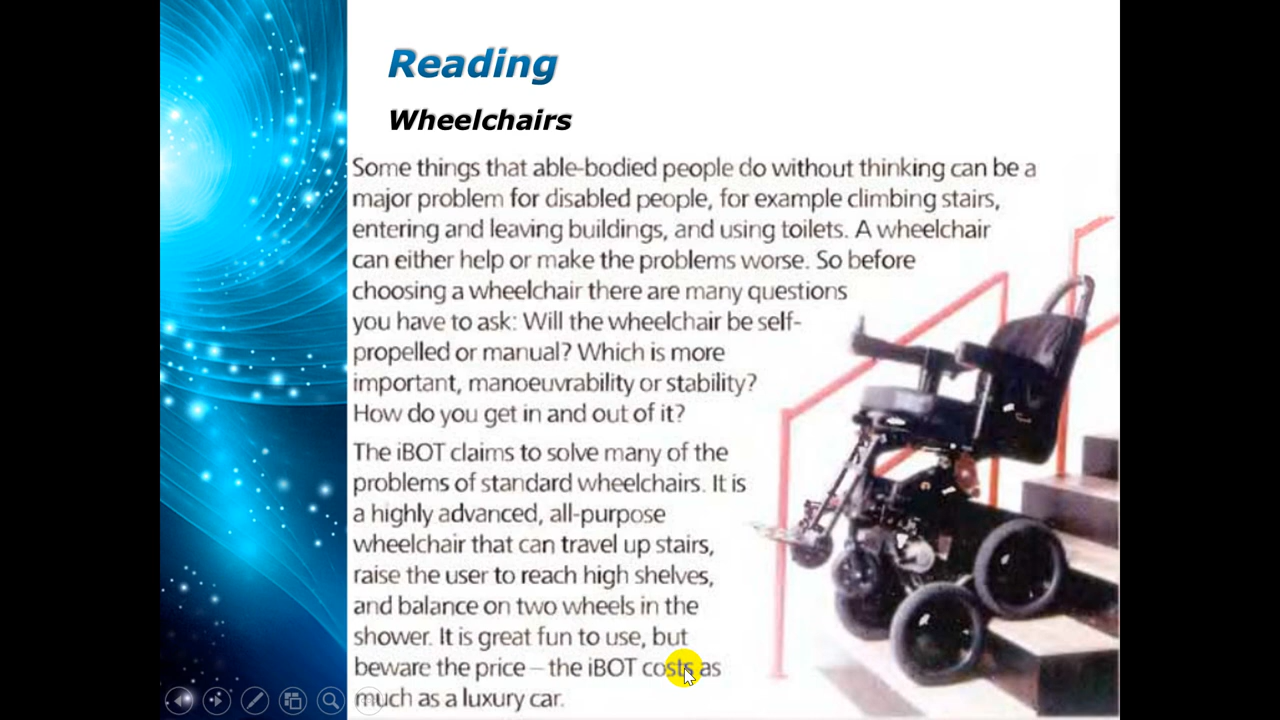 Reading
Wheelchairs
Some things that able-bodied people do without thinking can be a
major problem for disabled people, for example climbing stairs,
entering and leaving buildings, and using toilets. A wheelchair
can either help or make the problems worse. So before
choosing a wheelchair there are many questions
you have to ask: Will the wheelchair be self-
propelled or manual? Which is more
important, manoeuvrability or stability?
How do you get in and out of it?
The iBOT claims to solve many of the
problems of standard wheelchairs. It is
a highly advanced, all-purpose
wheelchair that can travel up stairs,
raise the user to reach high shelves,
and balance on two wheels in the
shower. It is great fun to use, but
beware the price – the iBOT costs as
much as a luxury car.